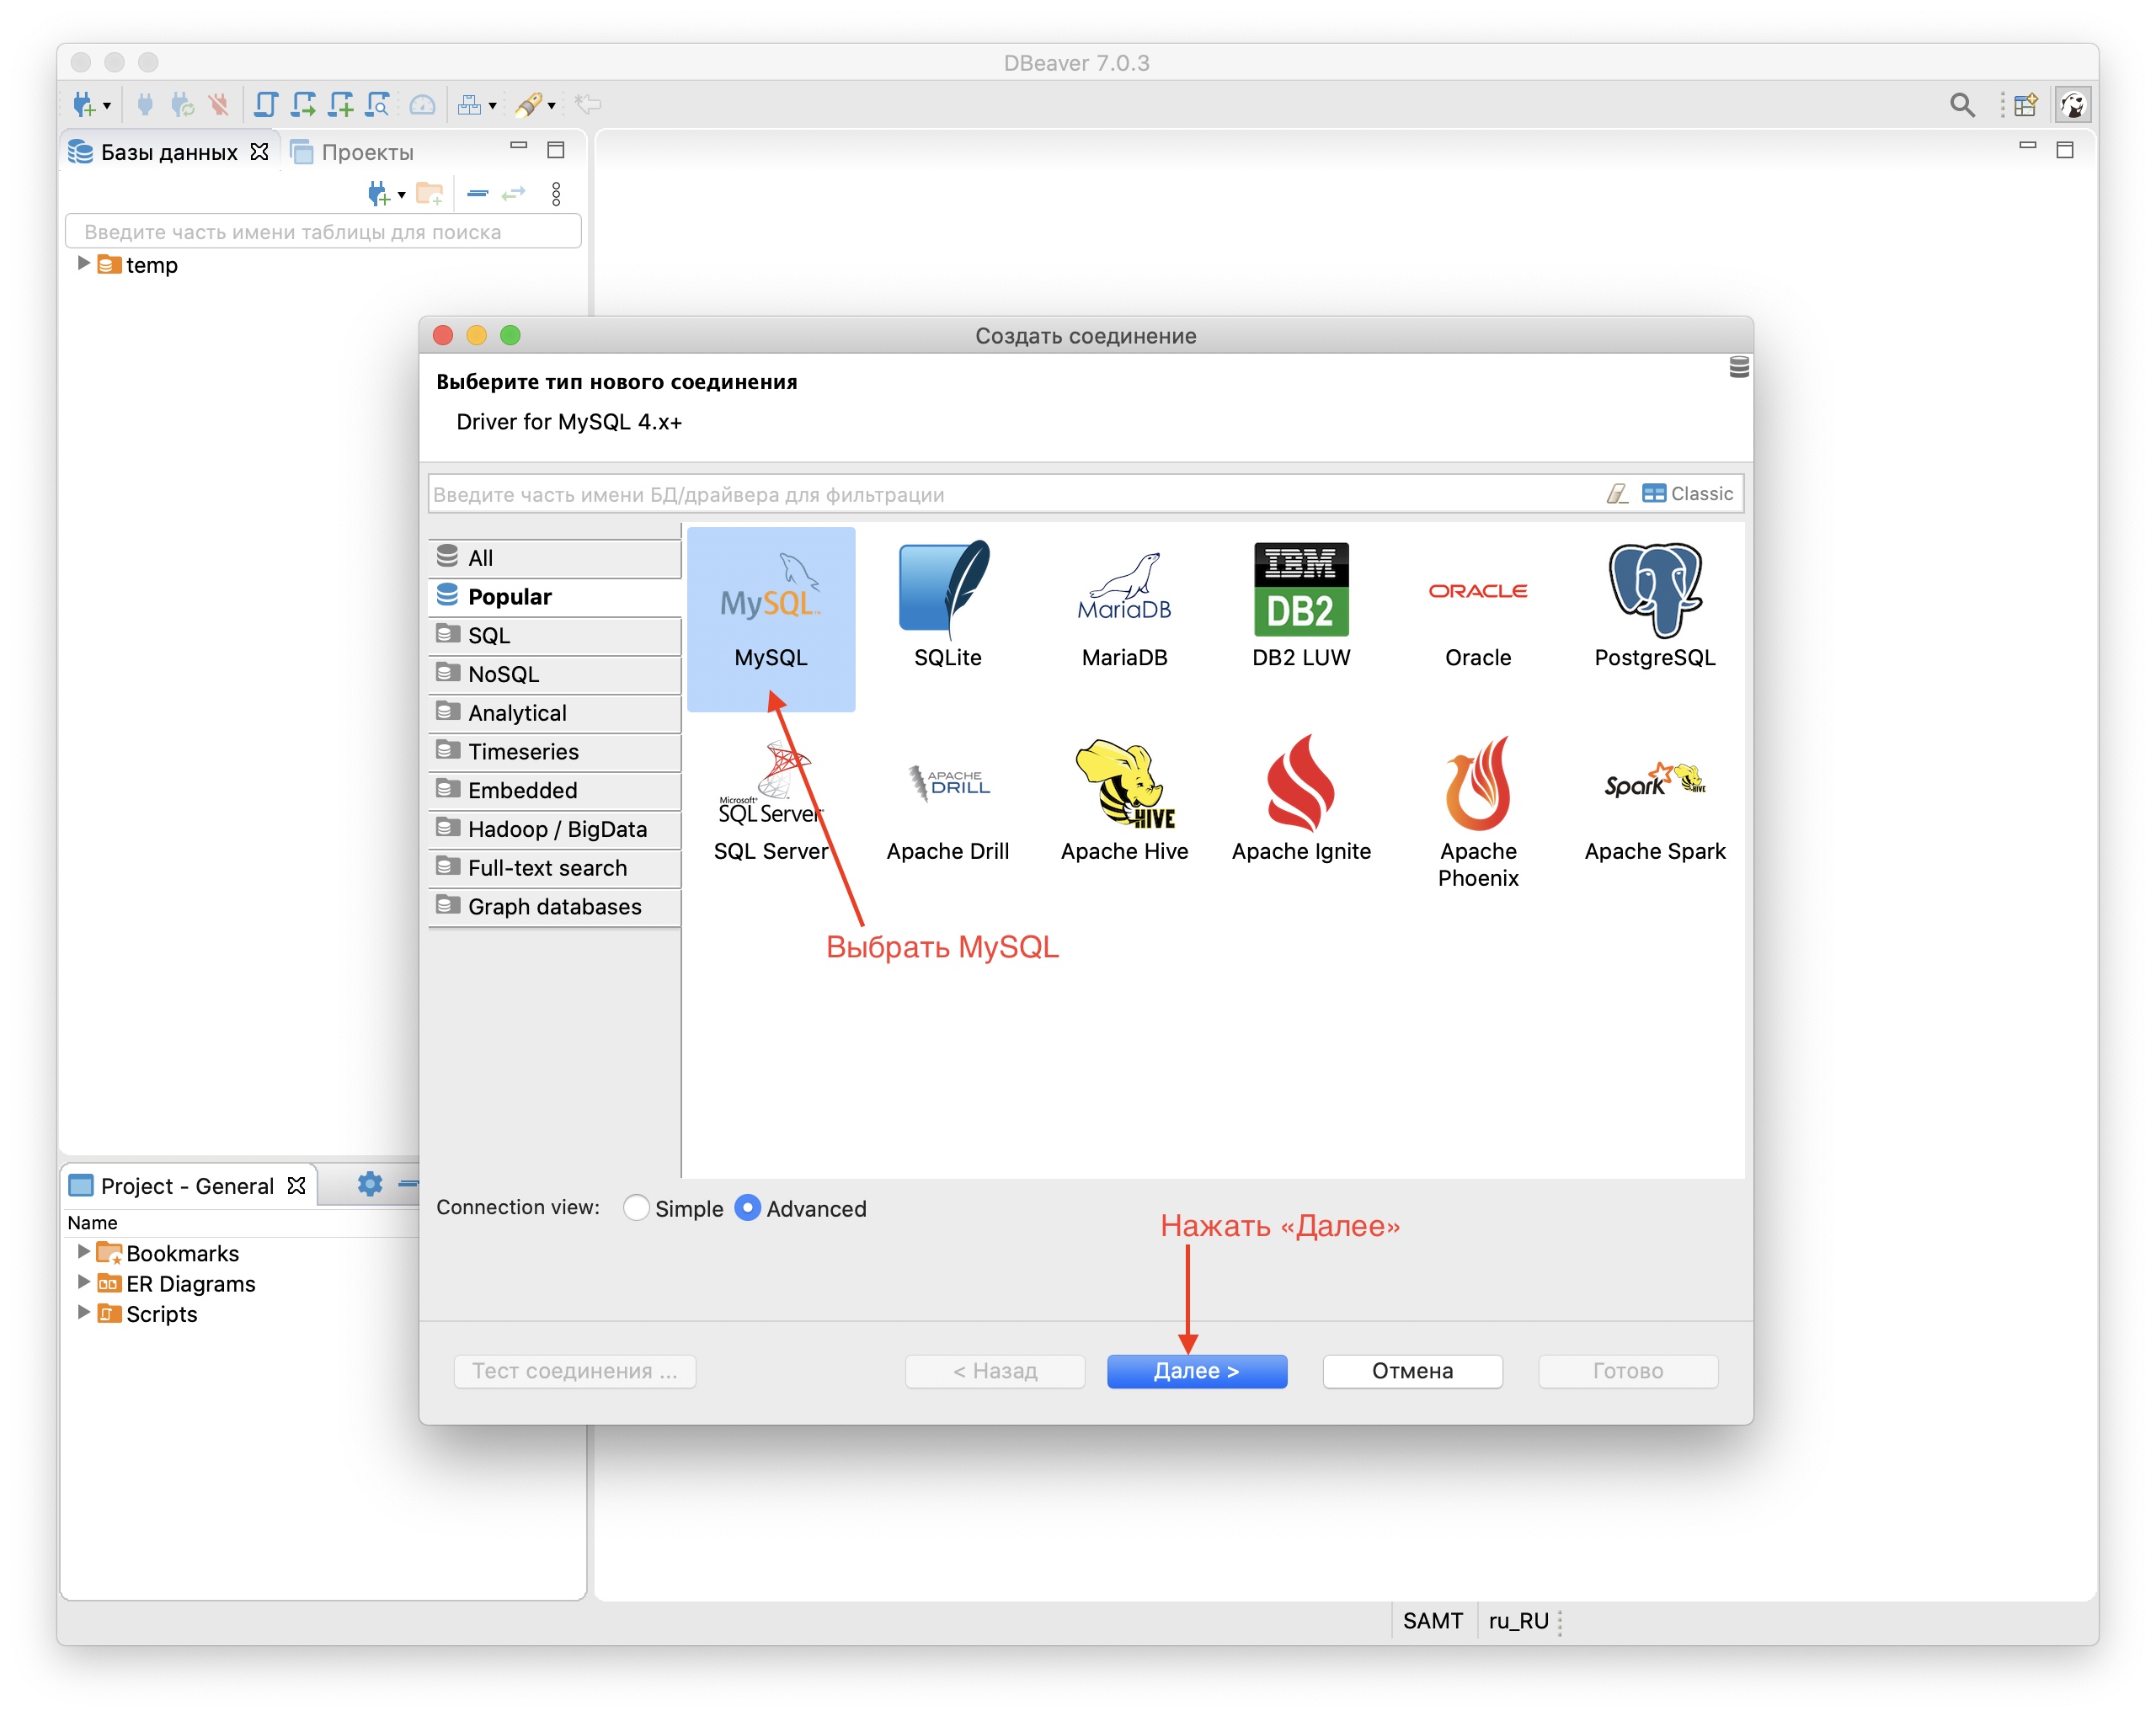 DBeaver 7.0.3
Базы данных
Проекты
Введите часть имени таблицы для поиска
temp
Создать соединение
Выберите тип нового соединения
Driver for MySQL 4.x+
Введите часть имени БД/драйвера для фильтрации
Classic
All
Popular
SQL
NoSQL
Analytical
Timeseries
Embedded
Hadoop / BigData
Full-text search
Graph databases
MySQL™
MySQL
SQLite
MariaDB
MariaDB
IBM
DB2
DB2 LUW
ORACLE
Oracle
PostgreSQL
Microsoft®
SQL Server
SQL Server
APACHE
DRILL
Apache Drill
HIVE
Apache Hive
Apache Ignite
Apache
Phoenix
Spark HIVE
Apache Spark
Выбрать MySQL
Project - General
Name
Bookmarks
ER Diagrams
Scripts
Connection view:
Simple
Advanced
Нажать «Далее»
Тест соединения ...
< Назад
Далее >
Отмена
Готово
SAMT
ru_RU